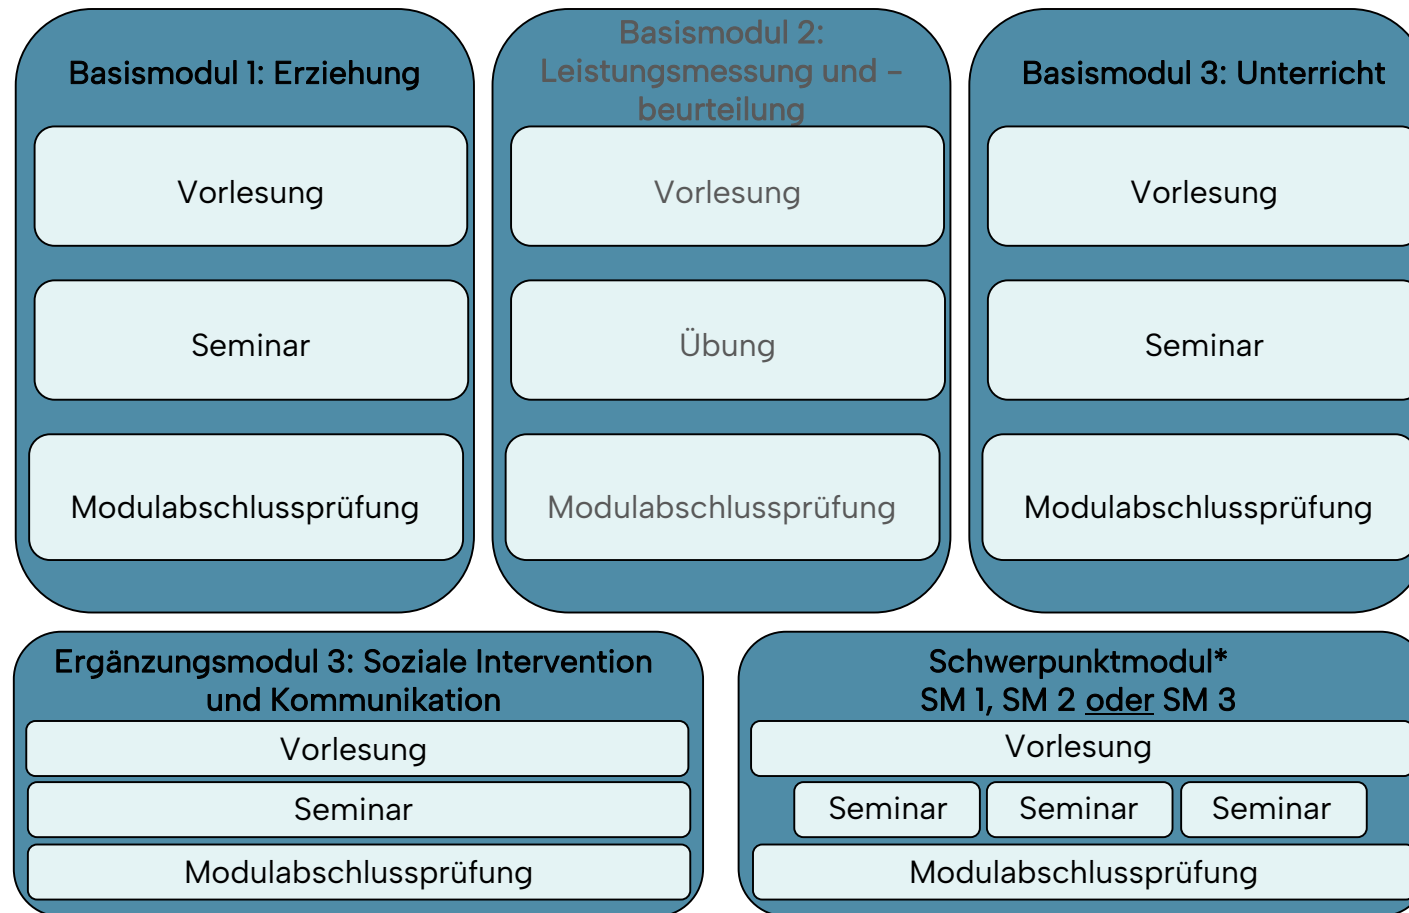 Basismodul 1: Erziehung
Vorlesung
Seminar
Modulabschlussprüfung
Basismodul 2:
Leistungsmessung und –
beurteilung
Vorlesung
Übung
Modulabschlussprüfung
Basismodul 3: Unterricht
Vorlesung
Seminar
Modulabschlussprüfung
Ergänzungsmodul 3: Soziale Intervention
und Kommunikation
Vorlesung
Seminar
Modulabschlussprüfung
Schwerpunktmodul*
SM 1, SM 2 oder SM 3
Vorlesung
Seminar
Seminar
Seminar
Modulabschlussprüfung